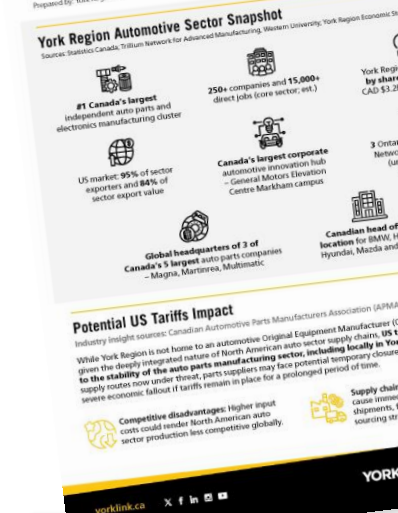 Prepared by: York
York Region Automotive Sector Snapshot
Sources: Statistics Canada, Trillium Network for Advanced Manufacturing, Western University, York Region Economic
#1 Canada's largest
independent auto parts and
electronics manufacturing cluster
250+ companies and 15,000+
direct jobs (core sector; est.)
York Regi
by share
CAD $3.2
US market: 95% of sector
exporters and 84% of
sector export value
Canada's largest corporate
automotive innovation hub
– General Motors Elevation
Centre Markham campus
3 Ontar
Netwo
(u
Global headquarters of 3 of
Canada's 5 largest auto parts companies
– Magna, Martinrea, Multimatic
Canadian head of
location for BMW, H
Hyundai, Mazda and
Potential US Tariffs Impact
Industry insight sources: Canadian Automotive Parts Manufacturers Association (APMA
While York Region is not home to an automotive Original Equipment Manufacturer (
given the deeply integrated nature of North American auto sector supply chains, US t
to the stability of the auto parts manufacturing sector, including locally in Yor
supply routes now under threat, parts suppliers may face potential temporary closure
severe economic fallout if tariffs remain in place for a prolonged period of time.
Competitive disadvantages: Higher input
costs could render North American auto
sector production less competitive globally.
Supply chain
cause imme
shipments, f
sourcing str
yorklink.ca
YORK